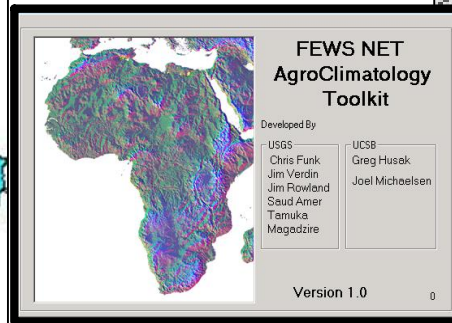 FEWS NET
AgroClimatology
Toolkit
Developed By
USGS
Chris Funk
Jim Verdin
Jim Rowland
Saud Amer
Tamuka
Magadzire
UCSB
Greg Husak
Joel Michaelsen
Version 1.0
0